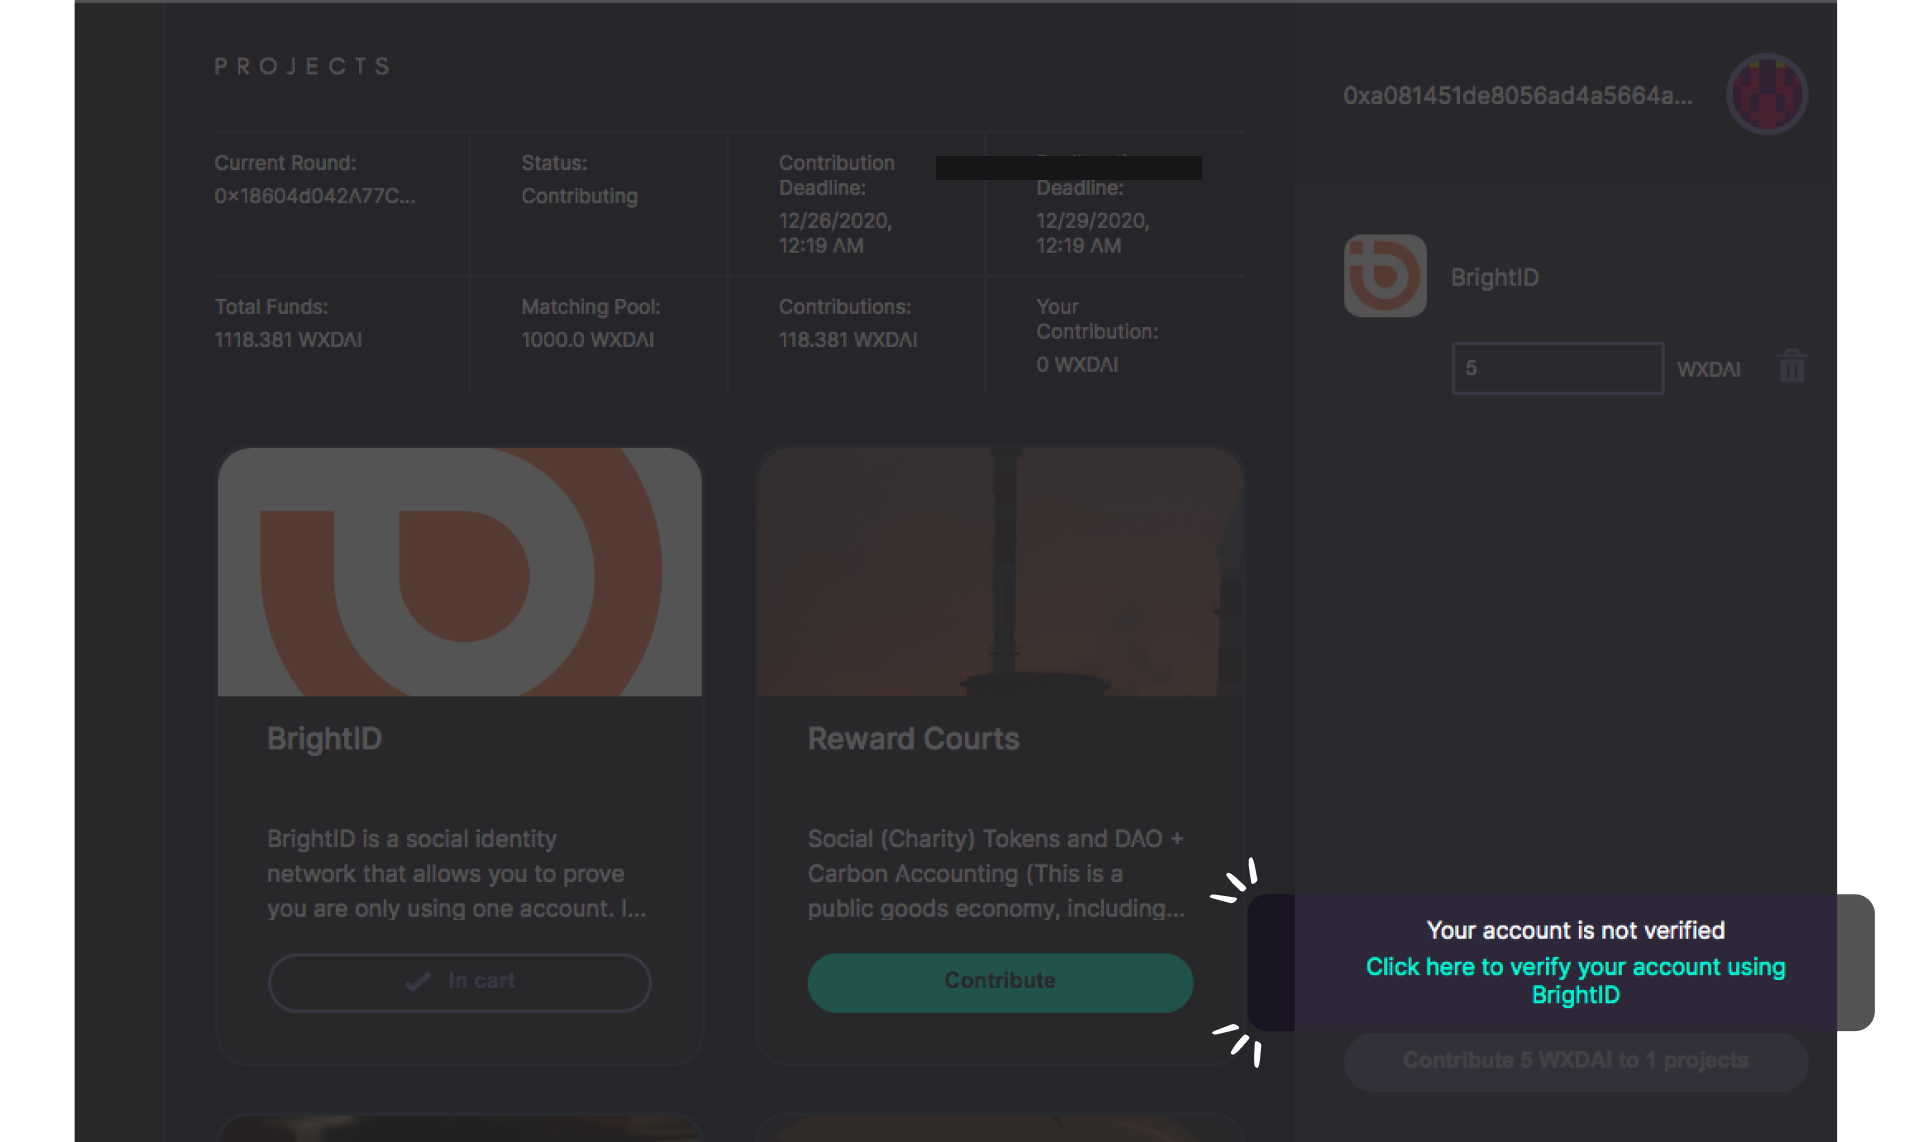 PROJECTS
0xa081451de8056ad4a5664a...
Current Round:
0x18604d042A77C...
Status:
Contributing
Contribution
Deadline:
12/26/2020,
12:19 AM
Deadline:
12/29/2020,
12:19 AM
Total Funds:
1118.381 WXDAI
Matching Pool:
1000.0 WXDAI
Contributions:
118.381 WXDAI
Your
Contribution:
0 WXDAI
BrightID
5
WXDAI
BrightID
BrightID is a social identity
network that allows you to prove
you are only using one account. I...
In cart
Reward Courts
Social (Charity) Tokens and DAO +
Carbon Accounting (This is a
public goods economy, including...
Contribute
Your account is not verified
Click here to verify your account using
BrightID
Contribute 5 WXDAI to 1 projects